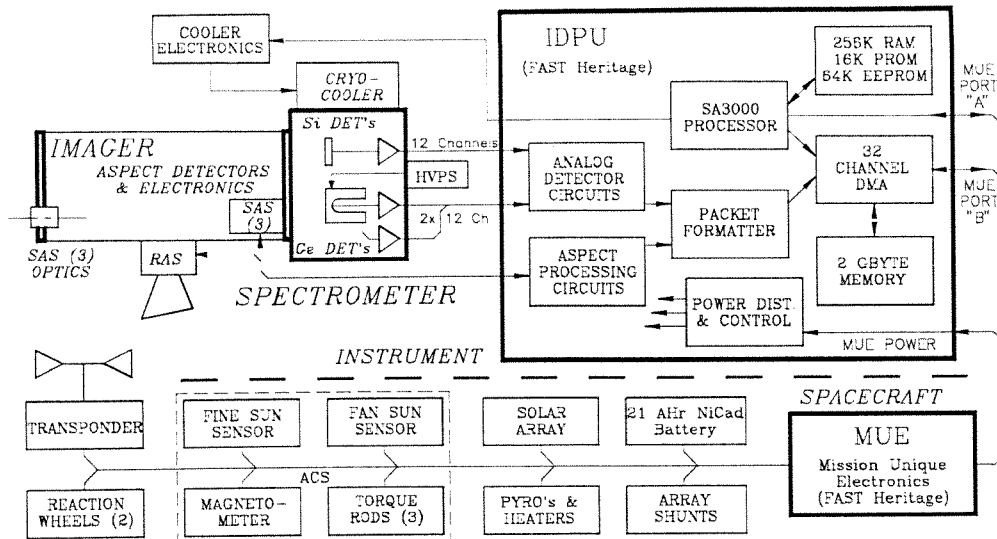 COOLER
ELECTRONICS
CRYO-
COOLER
IMAGER
ASPECT DETECTORS
& ELECTRONICS
SAS
(3)
SAS (3)
OPTICS
RAS
Si DET's
Ge DET's
SPECTROMETER
12 Channels
HVPS
2x 12 Ch
IDPU
(FAST Heritage)
256K RAM
16K PROM
64K EEPROM
SA3000
PROCESSOR
ANALOG
DETECTOR
CIRCUITS
32
CHANNEL
DMA
PACKET
FORMATTER
ASPECT
PROCESSING
CIRCUITS
2 GBYTE
MEMORY
POWER DIST.
& CONTROL
MUE POWER
MUE
PORT
"A"
MUE
PORT
"B"
INSTRUMENT
SPACECRAFT
TRANSPONDER
FINE SUN
SENSOR
FAN SUN
SENSOR
SOLAR
ARRAY
21 AHr NiCad
Battery
ACS
REACTION
WHEELS (2)
MAGNETO-
METER
TORQUE
RODS (3)
PYRO's &
HEATERS
ARRAY
SHUNTS
MUE
Mission Unique
Electronics
(FAST Heritage)